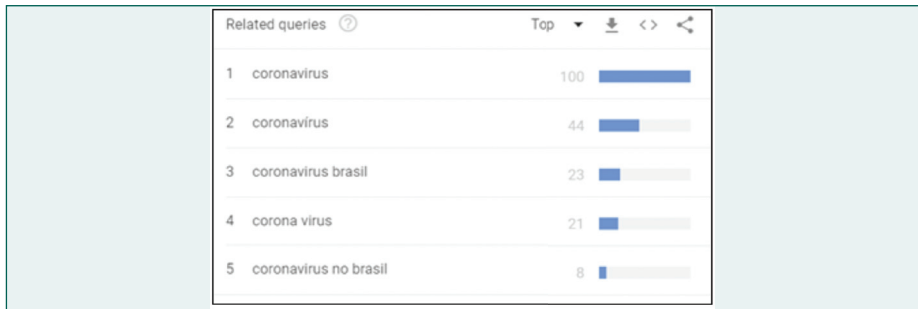 Related queries ? Top
1 coronavirus 100
2 coronavírus 44
3 coronavirus brasil 23
4 corona virus 21
5 coronavirus no brasil 8